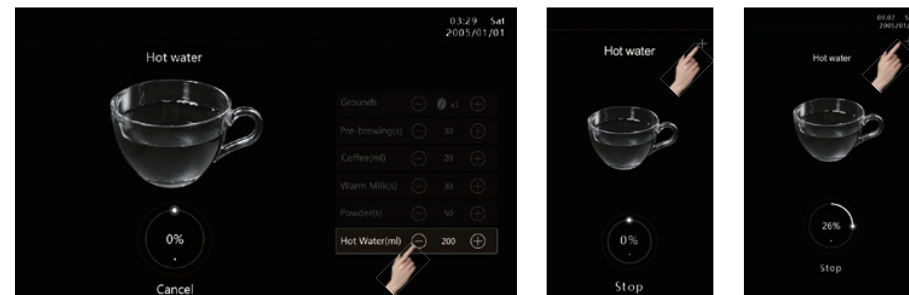 03:29 Sat
2005/01/01
Hot water
Grounds x1
Pre-brewing(s) 30
Coffee(ml) 20
Warm Milk(s) 30
Powder(s) 50
Hot Water(ml) 200
0%
Cancel
Hot water
0%
Stop
Hot water
26%
Stop